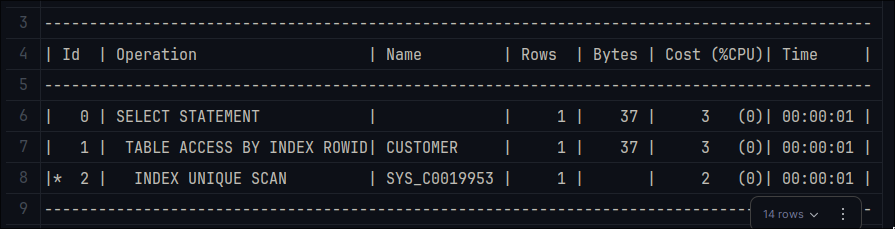 3 --------------------------------------------------------------------------------------------
4 | Id  | Operation                   | Name         | Rows  | Bytes | Cost (%CPU)| Time     |
5 --------------------------------------------------------------------------------------------
6 |   0 | SELECT STATEMENT            |              |     1 |    37 |     3   (0)| 00:00:01 |
7 |   1 |  TABLE ACCESS BY INDEX ROWID| CUSTOMER     |     1 |    37 |     3   (0)| 00:00:01 |
8 |*  2 |   INDEX UNIQUE SCAN         | SYS_C0019953 |     1 |       |     2   (0)| 00:00:01 |
9 --------------------------------------------------------------------------------------------
14 rows